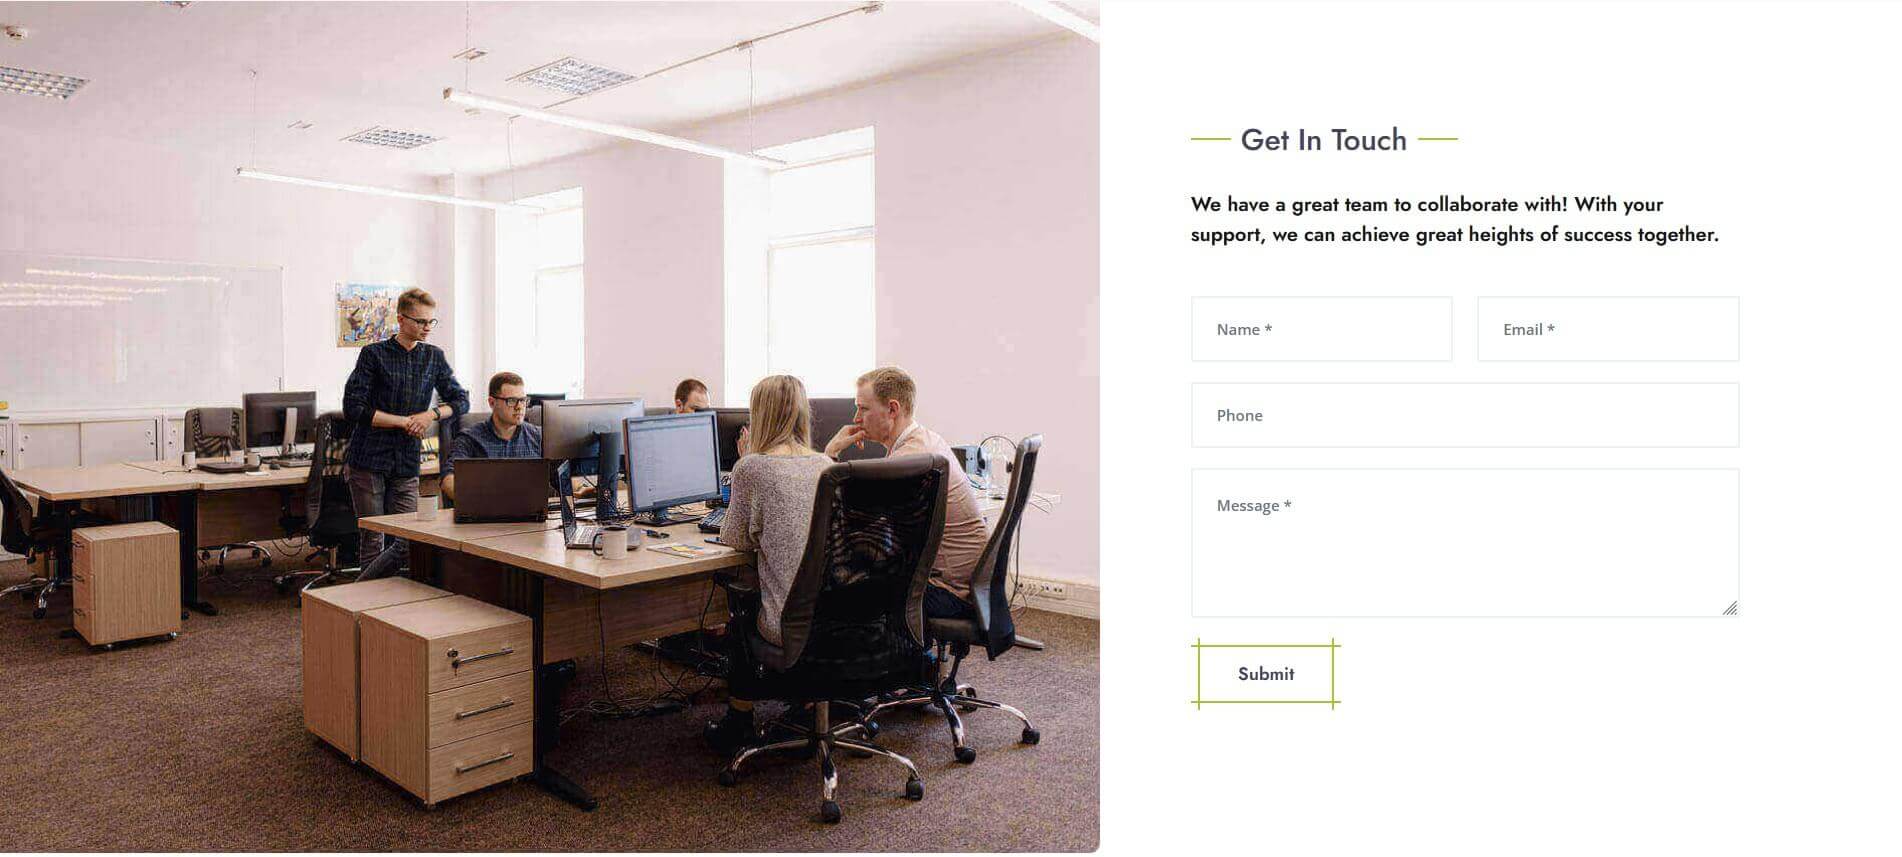 Get In Touch
We have a great team to collaborate with! With your
support, we can achieve great heights of success together.
Name *
Email *
Phone
Message *
Submit